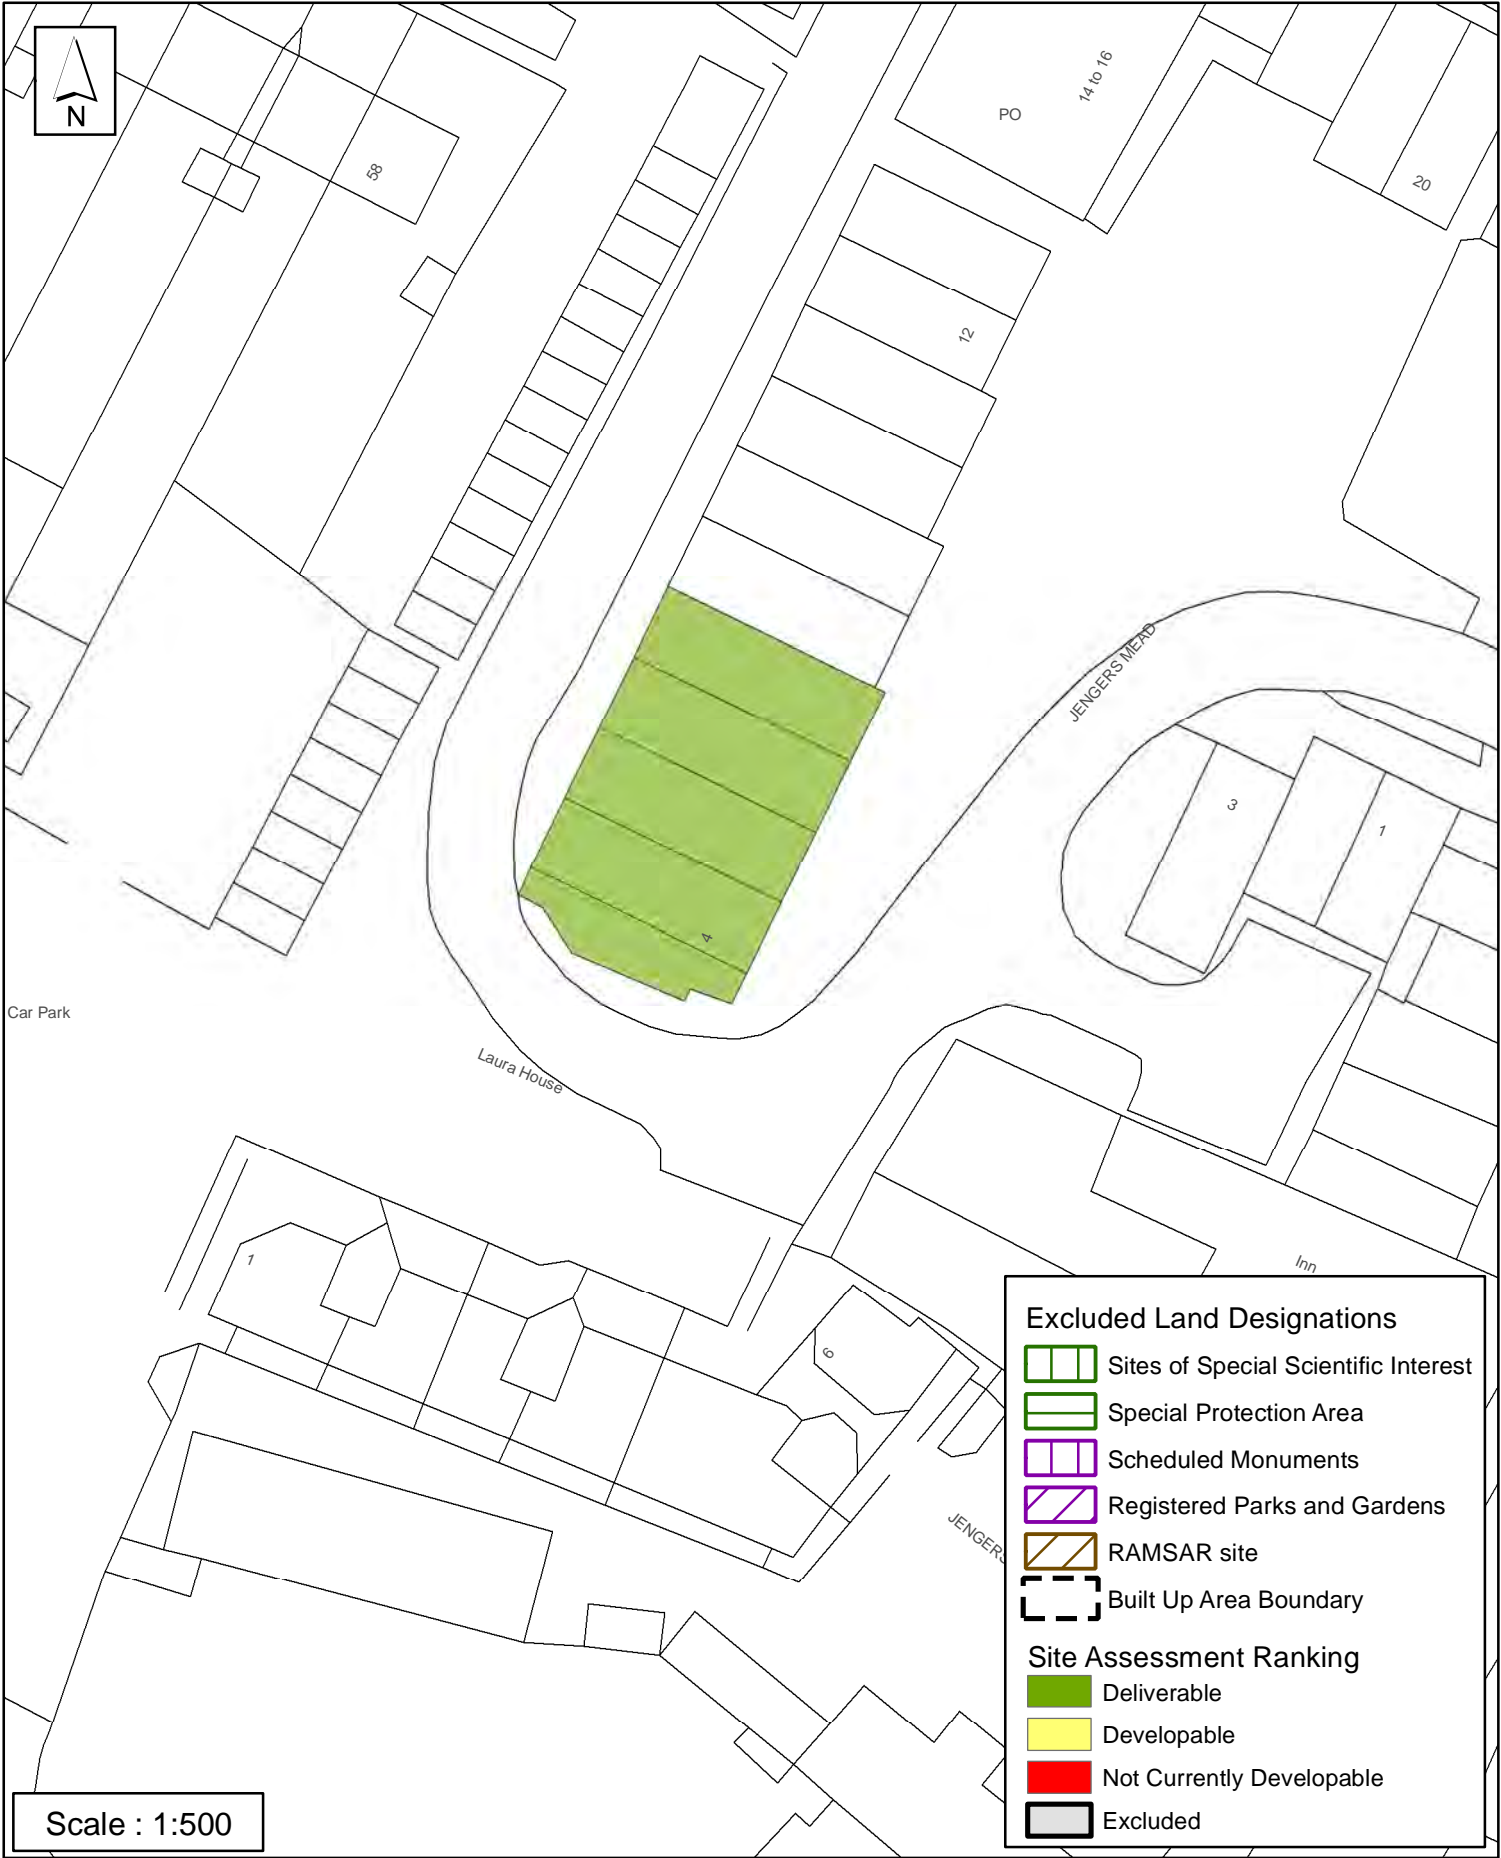 N
58
PO
14 to 16
20
12
JENGERS MEAD
3
1
4
Car Park
Laura House
1
Inn
6
JENGERS
Excluded Land Designations
Sites of Special Scientific Interest
Special Protection Area
Scheduled Monuments
Registered Parks and Gardens
RAMSAR site
Built Up Area Boundary
Site Assessment Ranking
Deliverable
Developable
Not Currently Developable
Excluded
Scale : 1:500